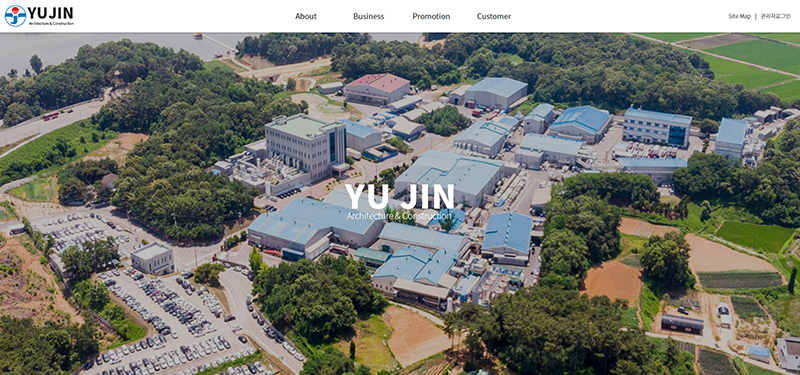 YUJIN
Architecture & Construction
About
Business
Promotion
Customer
Site Map | 관리자로그인
YU JIN
Architecture & Construction